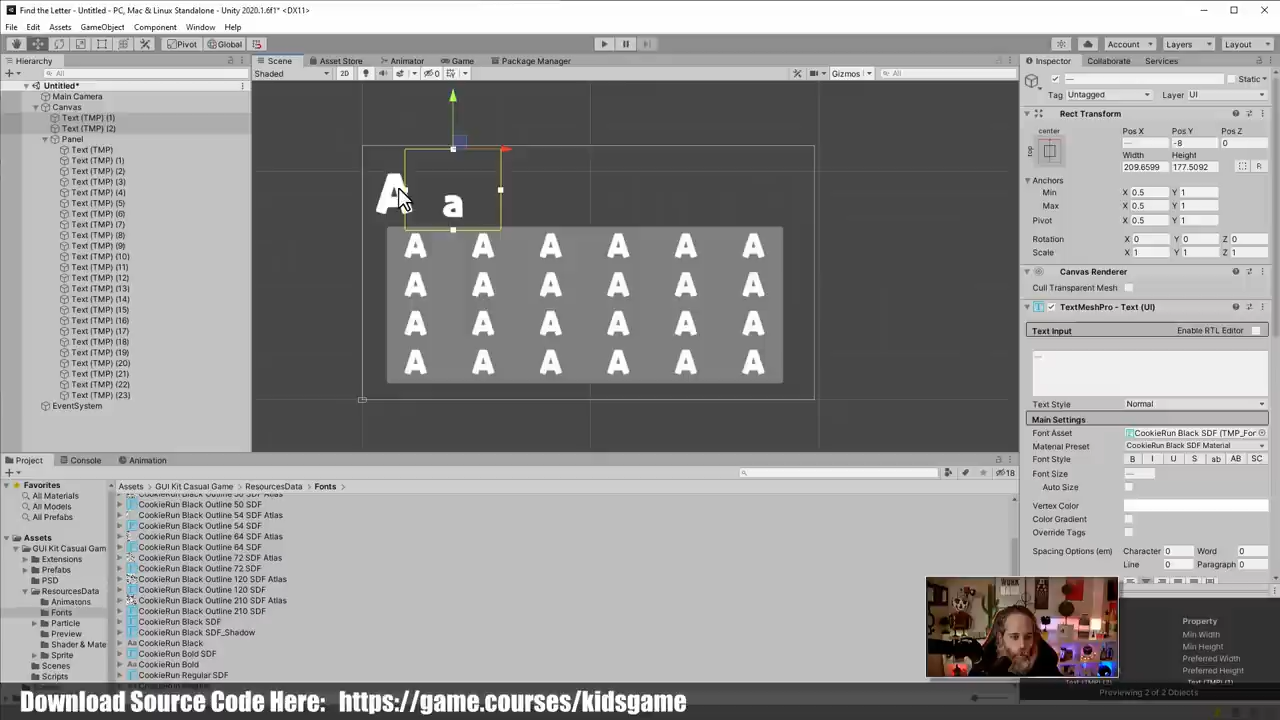 Find the Letter - Untitled - PC, Mac & Linux Standalone - Unity 2020.1.6f1* <DX11>
File Edit Assets GameObject Component Window Help
Pivot Global Account Layers Layout
Hierarchy
All
Untitled*
Main Camera
Canvas
Text (TMP) (1)
Text (TMP) (2)
Panel
Text (TMP)
Text (TMP) (1)
Text (TMP) (2)
Text (TMP) (3)
Text (TMP) (4)
Text (TMP) (5)
Text (TMP) (6)
Text (TMP) (7)
Text (TMP) (8)
Text (TMP) (9)
Text (TMP) (10)
Text (TMP) (11)
Text (TMP) (12)
Text (TMP) (13)
Text (TMP) (14)
Text (TMP) (15)
Text (TMP) (16)
Text (TMP) (17)
Text (TMP) (18)
Text (TMP) (19)
Text (TMP) (20)
Text (TMP) (21)
Text (TMP) (22)
Text (TMP) (23)
EventSystem
Scene Asset Store Animator Game Package Manager
Shaded 2D 0 Gizmos All
A a
A A A A A A
A A A A A A
A A A A A A
A A A A A A
Inspector Collaborate Services
— Static
Tag Untagged Layer UI
Rect Transform
center Pos X Pos Y Pos Z
top — -8 0
Width Height
209.6599 177.5092 R
Anchors
Min X 0.5 Y 1
Max X 0.5 Y 1
Pivot X 0.5 Y 1
Rotation X 0 Y 0 Z 0
Scale X 1 Y 1 Z 1
Canvas Renderer
Cull Transparent Mesh
TextMeshPro - Text (UI)
Text Input Enable RTL Editor
—
Text Style Normal
Main Settings
Font Asset CookieRun Black SDF (TMP_For
Material Preset CookieRun Black SDF Material
Font Style B I U S ab AB SC
Font Size —
Auto Size
Vertex Color
Color Gradient
Override Tags
Spacing Options (em) Character 0 Word 0
Line 0 Paragraph 0
Property
Min Width
Min Height
Preferred Width
Preferred Height
Previewing 2 of 2 Objects
Project Console Animation
18
Favorites
All Materials
All Models
All Prefabs
Assets
GUI Kit Casual Gam
Extensions
Prefabs
PSD
ResourcesData
Animatons
Fonts
Particle
Preview
Shader & Mate
Sprite
Scenes
Scripts
Assets GUI Kit Casual Game ResourcesData Fonts
CookieRun Black Outline 50 SDF Atlas
CookieRun Black Outline 50 SDF
CookieRun Black Outline 54 SDF Atlas
CookieRun Black Outline 54 SDF
CookieRun Black Outline 64 SDF Atlas
CookieRun Black Outline 64 SDF
CookieRun Black Outline 72 SDF Atlas
CookieRun Black Outline 72 SDF
CookieRun Black Outline 120 SDF Atlas
CookieRun Black Outline 120 SDF
CookieRun Black Outline 210 SDF Atlas
CookieRun Black Outline 210 SDF
CookieRun Black SDF
CookieRun Black SDF_Shadow
CookieRun Black
CookieRun Bold SDF
CookieRun Bold
CookieRun Regular SDF
WORK
Download Source Code Here: https://game.courses/kidsgame